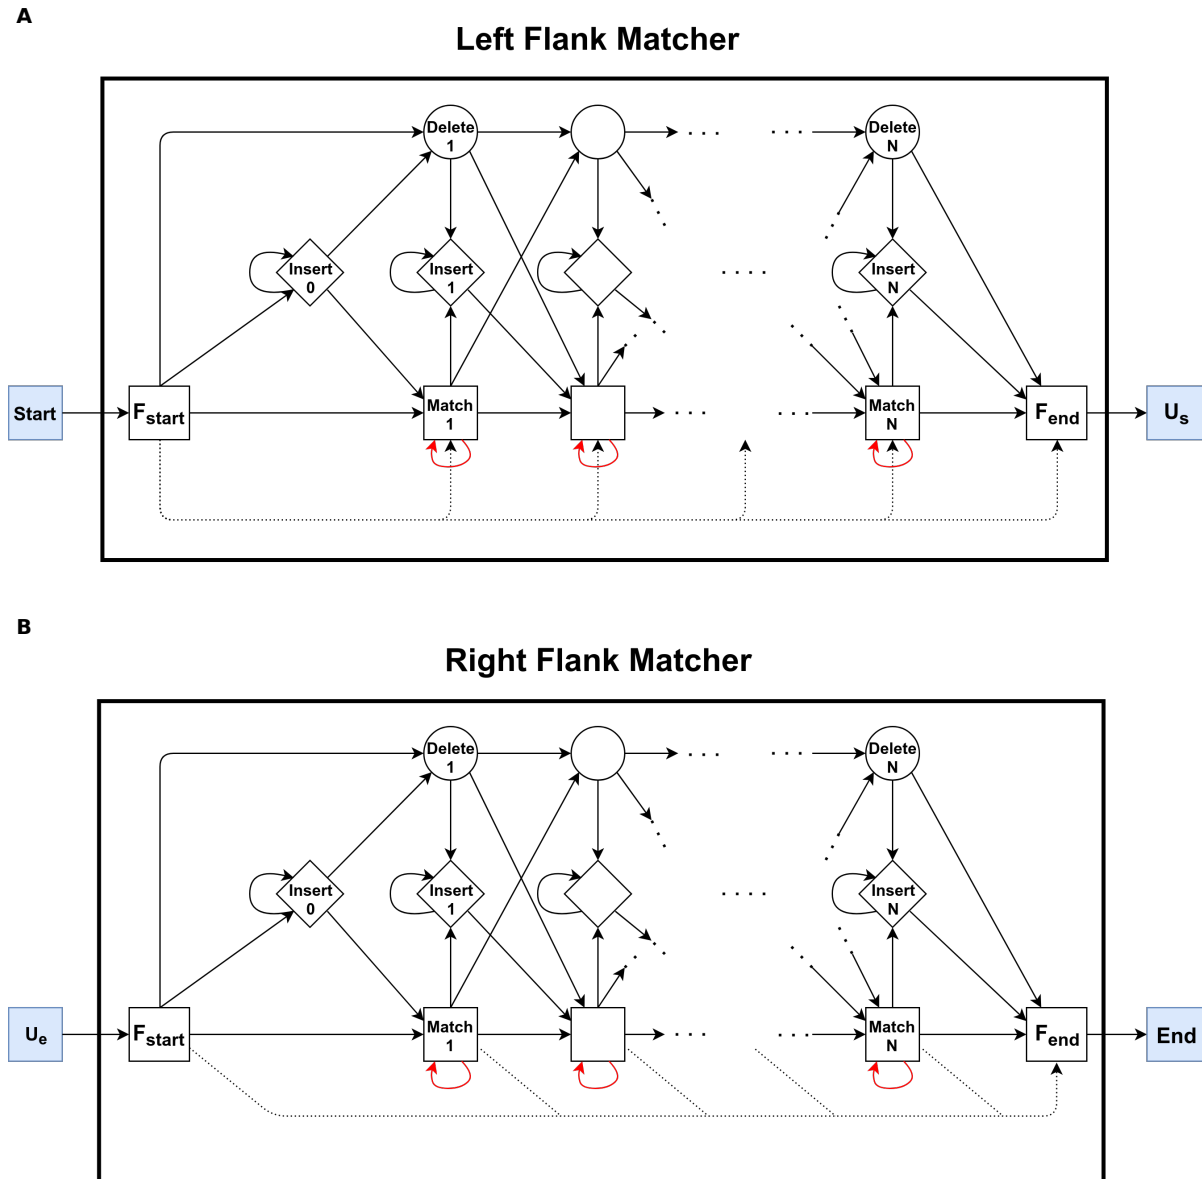 A
Left Flank Matcher
Delete
1
Delete
N
Insert
0
Insert
1
Insert
N
Start
Fstart
Match
1
Match
N
Fend
Us
B
Right Flank Matcher
Delete
1
Delete
N
Insert
0
Insert
1
Insert
N
Ue
Fstart
Match
1
Match
N
Fend
End